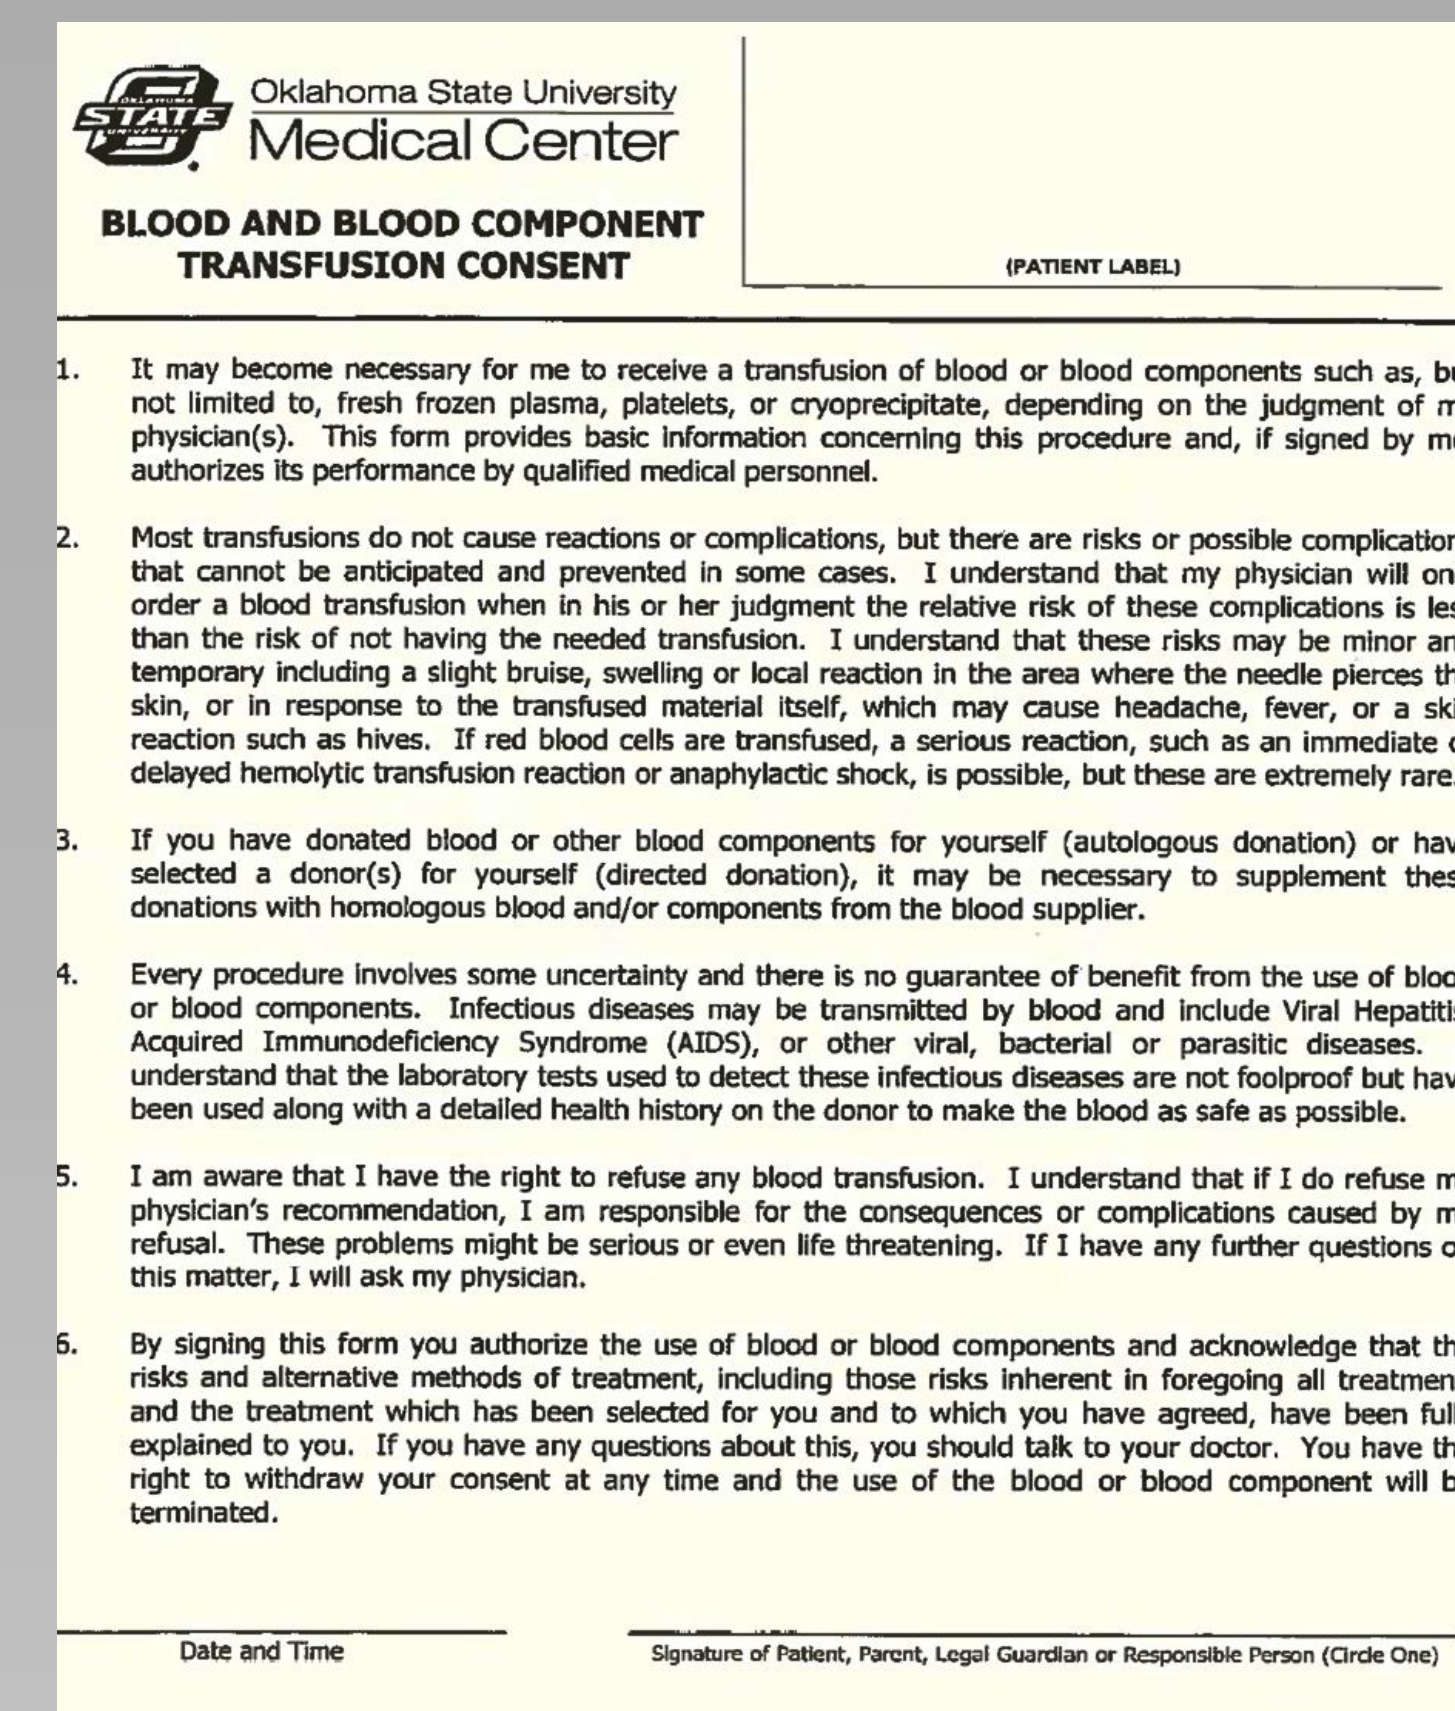 Oklahoma State University
STATE
Medical Center
BLOOD AND BLOOD COMPONENT
TRANSFUSION CONSENT
(PATIENT LABEL)
1. It may become necessary for me to receive a transfusion of blood or blood components such as,
not limited to, fresh frozen plasma, platelets, or cryoprecipitate, depending on the judgment of
physician(s). This form provides basic information concerning this procedure and, if signed by
authorizes its performance by qualified medical personnel.
2. Most transfusions do not cause reactions or complications, but there are risks or possible
that cannot be anticipated and prevented in some cases. I understand that my physician will
order a blood transfusion when in his or her judgment the relative risk of these complications is
than the risk of not having the needed transfusion. I understand that these risks may be minor
temporary including a slight bruise, swelling or local reaction in the area where the needle pierces
skin, or in response to the transfused material itself, which may cause headache, fever, or a
reaction such as hives. If red blood cells are transfused, a serious reaction, such as an immediate
delayed hemolytic transfusion reaction or anaphylactic shock, is possible, but these are extremely rare.
3. If you have donated blood or other blood components for yourself (autologous donation) or
selected a donor(s) for yourself (directed donation), it may be necessary to supplement
donations with homologous blood and/or components from the blood supplier.
4. Every procedure involves some uncertainty and there is no guarantee of benefit from the use of
or blood components. Infectious diseases may be transmitted by blood and include Viral
Acquired Immunodeficiency Syndrome (AIDS), or other viral, bacterial or parasitic diseases.
understand that the laboratory tests used to detect these infectious diseases are not foolproof but
been used along with a detailed health history on the donor to make the blood as safe as possible.
5. I am aware that I have the right to refuse any blood transfusion. I understand that if I do refuse
physician's recommendation, I am responsible for the consequences or complications caused by
refusal. These problems might be serious or even life threatening. If I have any further questions
this matter, I will ask my physician.
6. By signing this form you authorize the use of blood or blood components and acknowledge that
risks and alternative methods of treatment, including those risks inherent in foregoing all
and the treatment which has been selected for you and to which you have agreed, have been
explained to you. If you have any questions about this, you should talk to your doctor. You have
right to withdraw your consent at any time and the use of the blood or blood component will
terminated.
Date and Time
Signature of Patient, Parent, Legal Guardian or Responsible Person (Circle One)